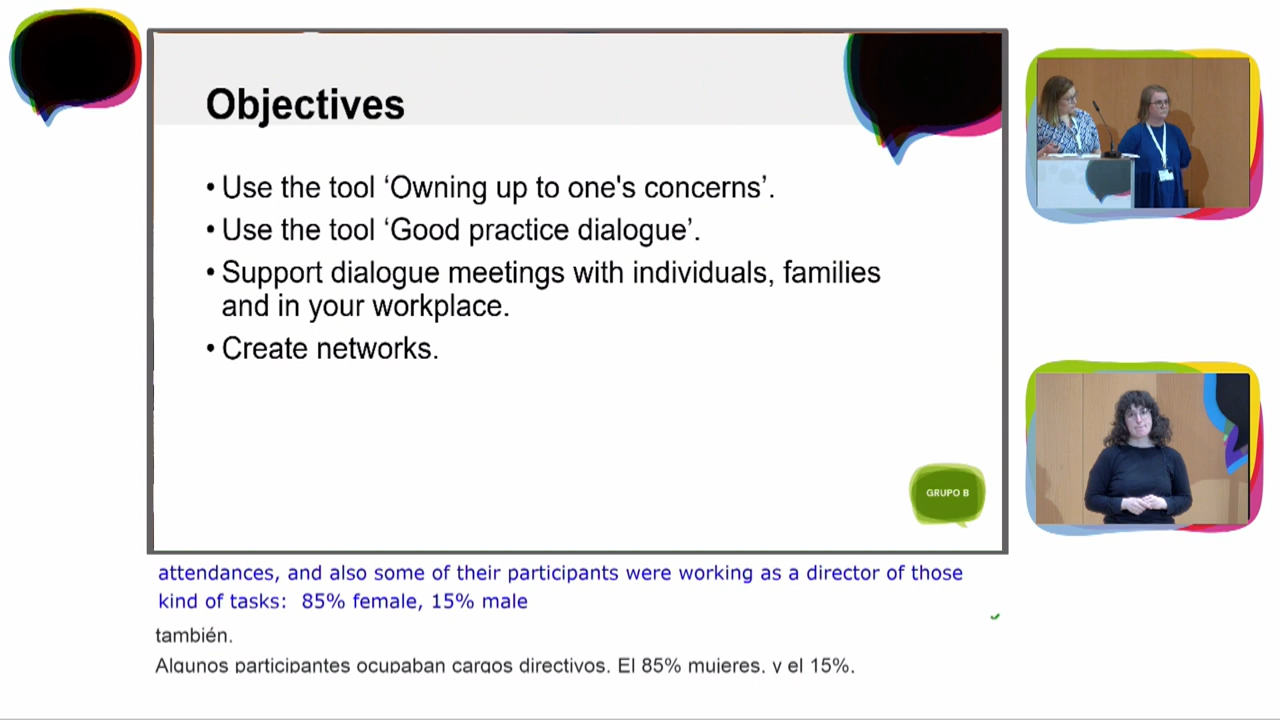 Objectives
• Use the tool ‘Owning up to one's concerns’.
• Use the tool ‘Good practice dialogue’.
• Support dialogue meetings with individuals, families
and in your workplace.
• Create networks.
GRUPO B
attendances, and also some of their participants were working as a director of those
kind of tasks:  85% female, 15% male
también.
Algunos participantes ocupaban cargos directivos. El 85% mujeres, y el 15%.